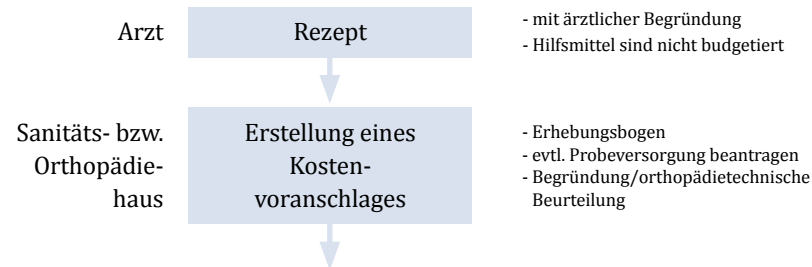 Arzt
Rezept
- mit ärztlicher Begründung
- Hilfsmittel sind nicht budgetiert
Sanitäts- bzw.
Orthopädie-
haus
Erstellung eines
Kosten-
voranschlages
- Erhebungsbogen
- evtl. Probeversorgung beantragen
- Begründung/orthopädietechnische
Beurteilung